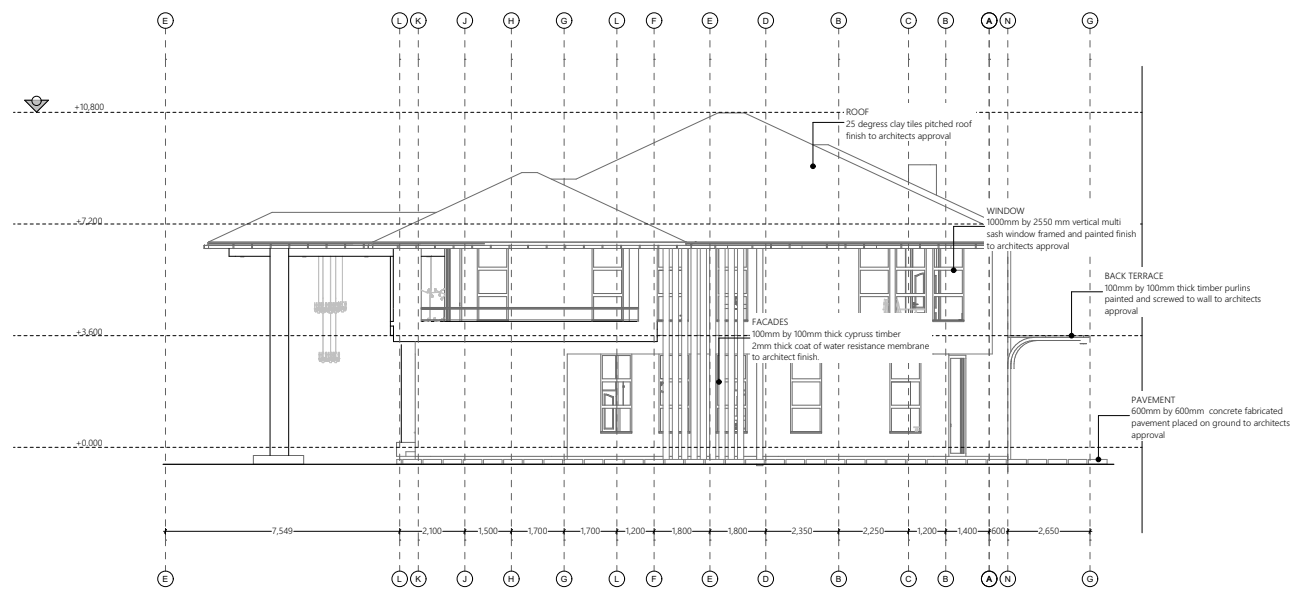 E L K J H G L F E D B C B A N G
+10,800
ROOF
25 degress clay tiles pitched roof
finish to architects approval
+7,200
WINDOW
1000mm by 2550 mm vertical multi
sash window framed and painted finish
to architects approval
BACK TERRACE
100mm by 100mm thick timber purlins
painted and screwed to wall to architects
approval
+3,600
FACADES
100mm by 100mm thick cypruss timber
2mm thick coat of water resistance membrane
to architect finish.
PAVEMENT
600mm by 600mm concrete fabricated
pavement placed on ground to architects
approval
+0,000
7,549 2,100 1,500 1,700 1,700 1,200 1,800 1,800 2,350 2,250 1,200 1,400 600 2,650
E L K J H G L F E D B C B A N G